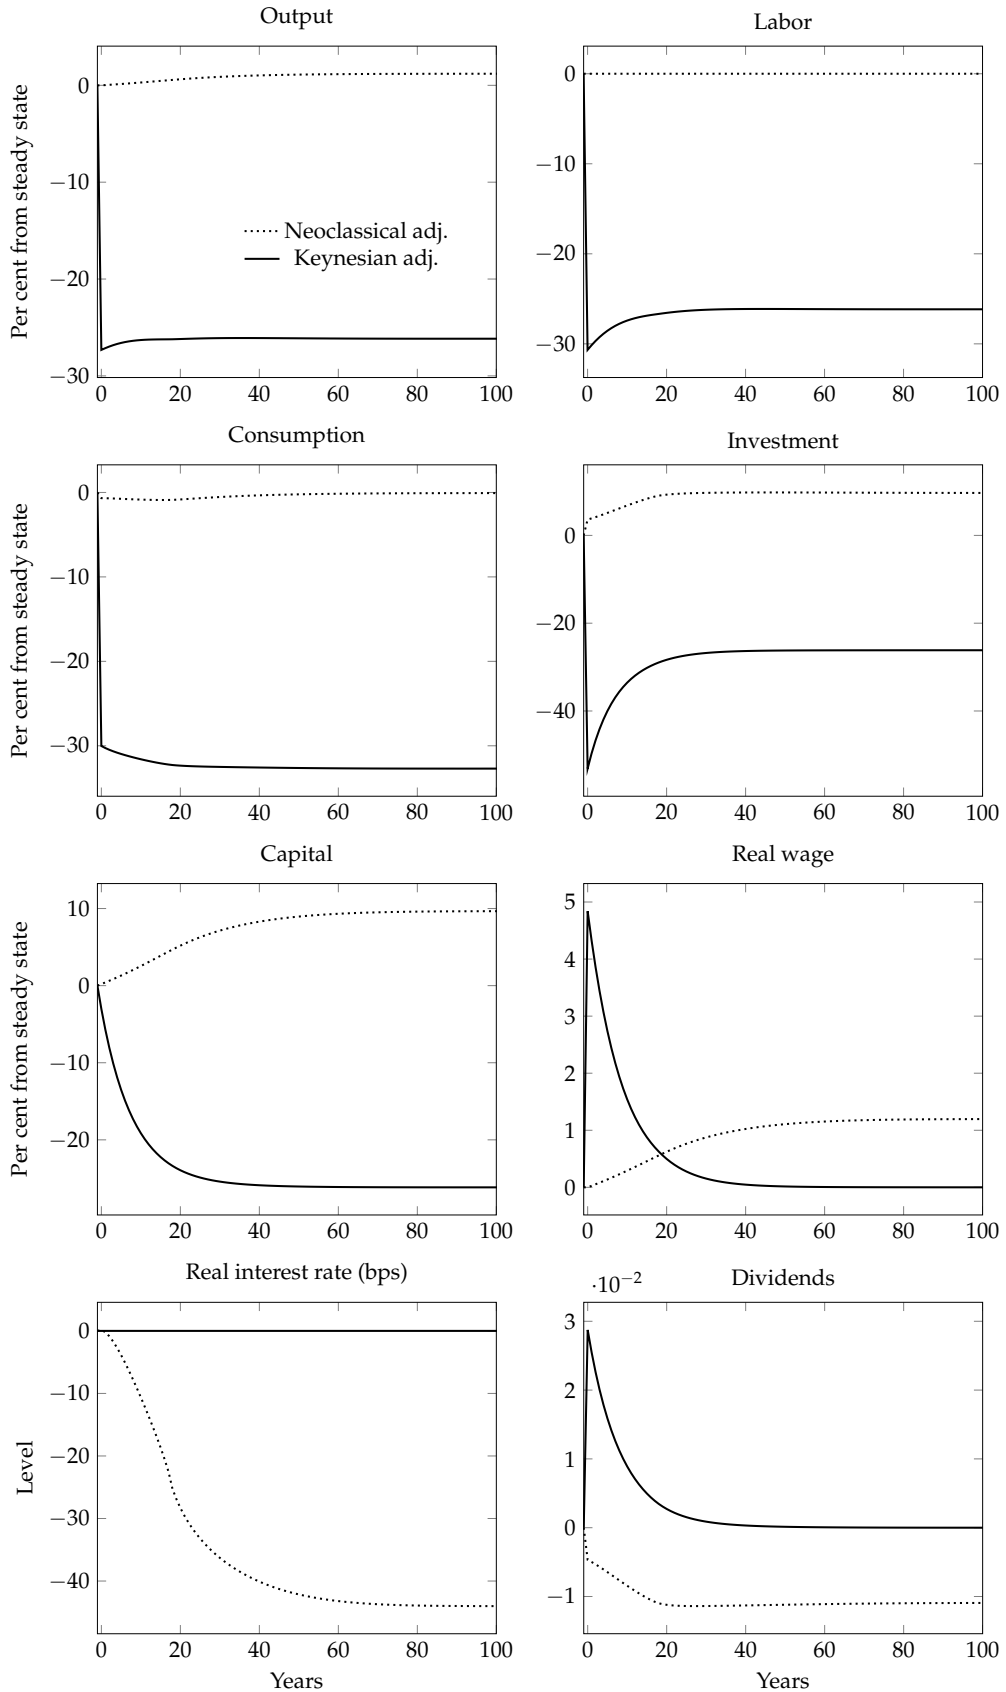 Output
Labor
Per cent from steady state
0
−10
−20
−30
0 20 40 60 80 100
Neoclassical adj.
Keynesian adj.
0
−10
−20
−30
0 20 40 60 80 100
Consumption
Investment
Per cent from steady state
0
−10
−20
−30
0 20 40 60 80 100
0
−20
−40
0 20 40 60 80 100
Capital
Real wage
Per cent from steady state
10
0
−10
−20
0 20 40 60 80 100
5
4
3
2
1
0
0 20 40 60 80 100
Real interest rate (bps)
·10−2 Dividends
Level
0
−10
−20
−30
−40
0 20 40 60 80 100
Years
3
2
1
0
−1
0 20 40 60 80 100
Years